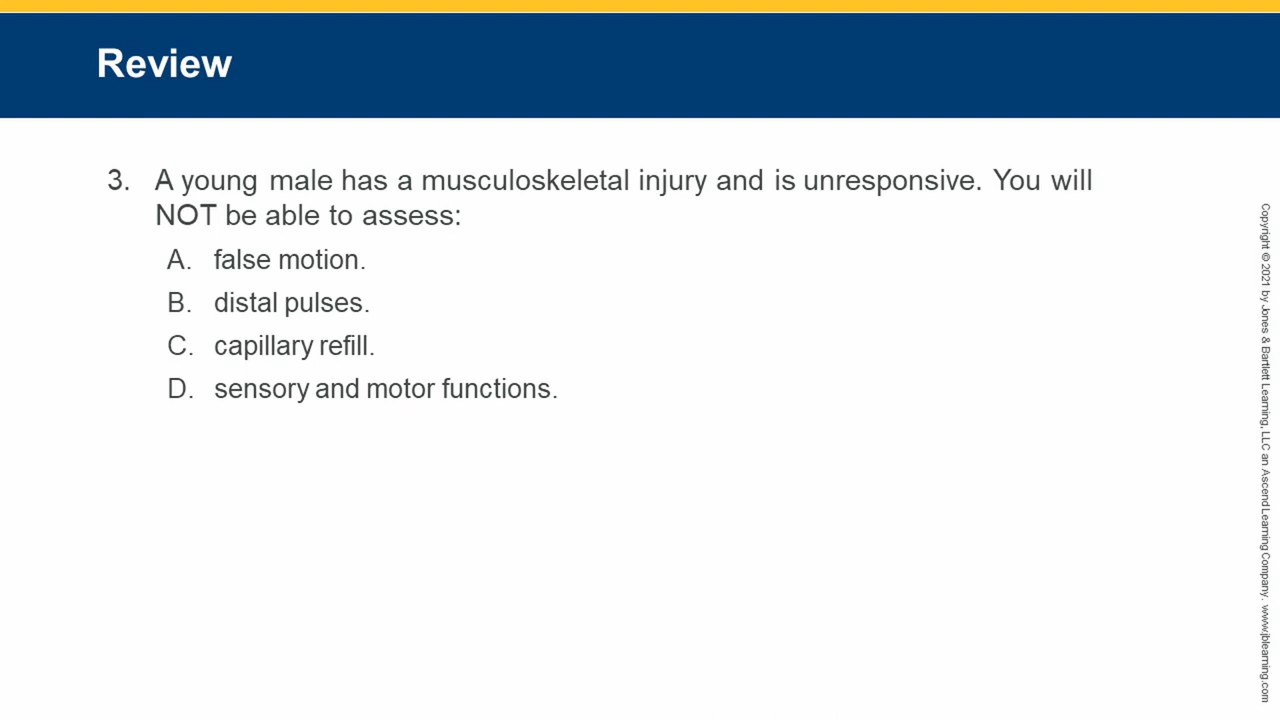 Review
3. A young male has a musculoskeletal injury and is unresponsive. You will
NOT be able to assess:
A. false motion.
B. distal pulses.
C. capillary refill.
D. sensory and motor functions.
Copyright © 2021 by Jones & Bartlett Learning, LLC an Ascend Learning Company. www.jblearning.com